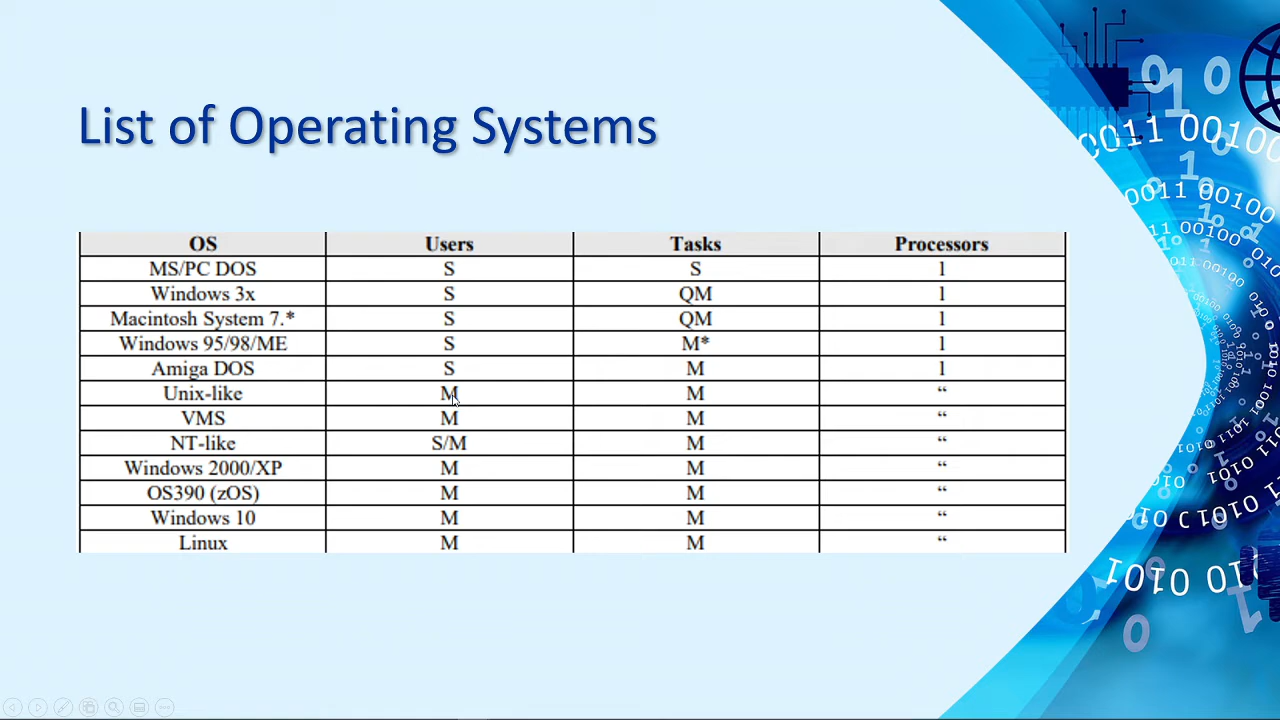 List of Operating Systems
OS Users Tasks Processors
MS/PC DOS S S 1
Windows 3x S QM 1
Macintosh System 7.* S QM 1
Windows 95/98/ME S M* 1
Amiga DOS S M 1
Unix-like M M “
VMS M M “
NT-like S/M M “
Windows 2000/XP M M “
OS390 (zOS) M M “
Windows 10 M M “
Linux M M “